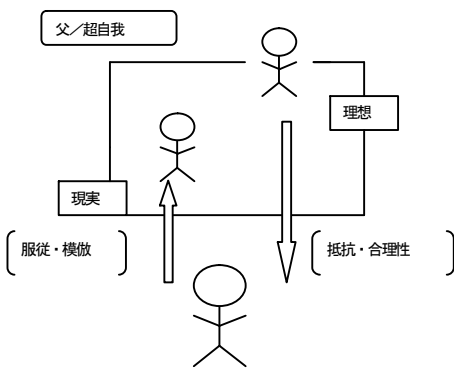 父／超自我
理想
現実
服従・模倣
抵抗・合理性